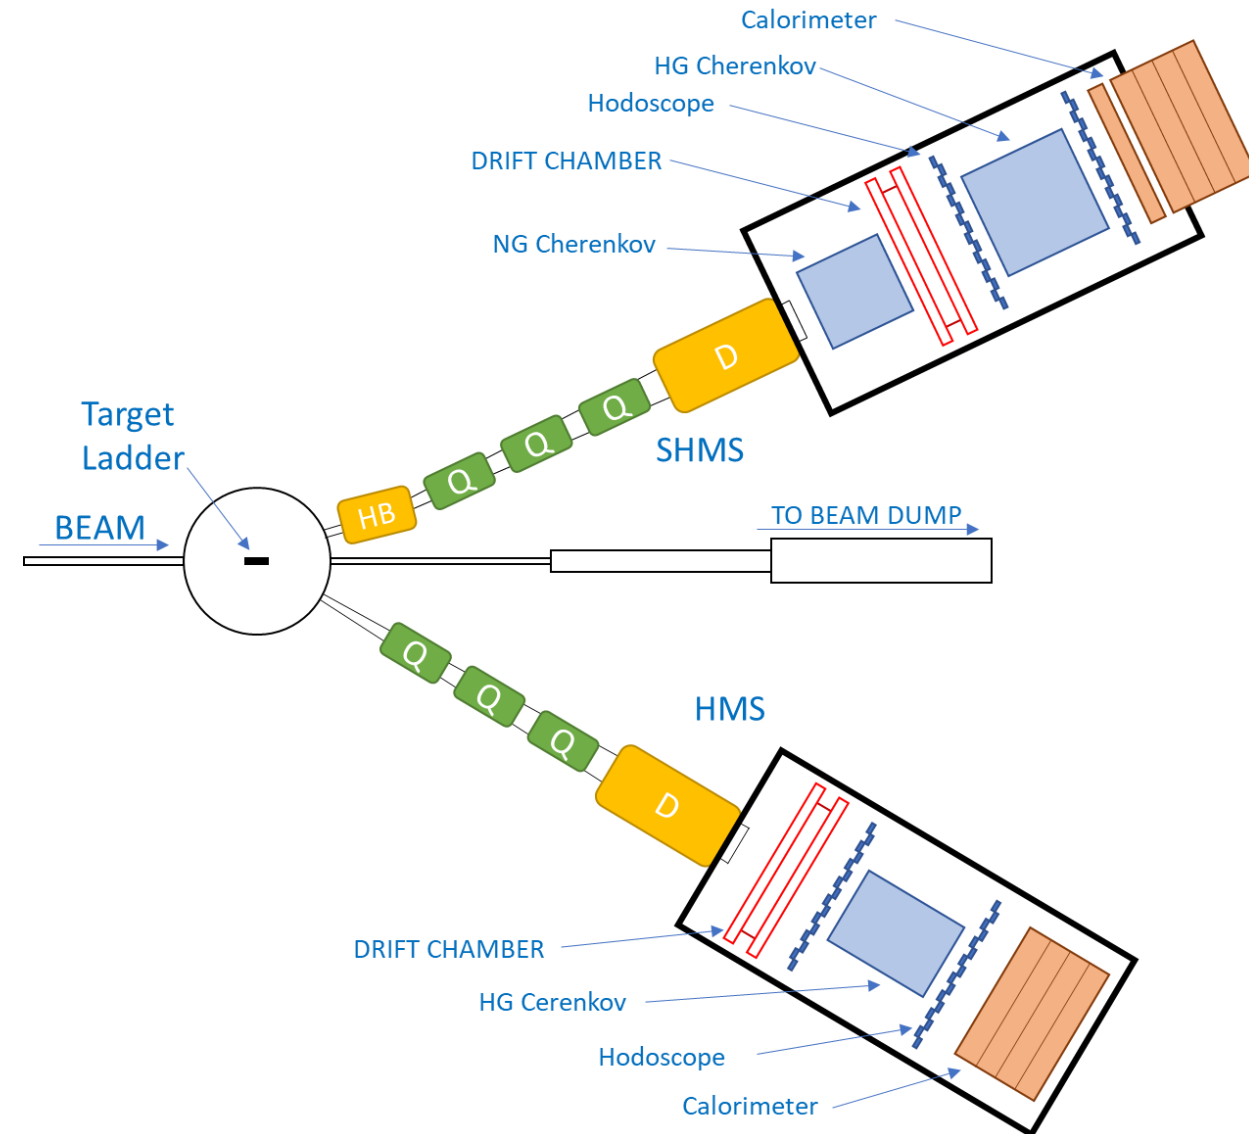 Calorimeter
HG Cherenkov
Hodoscope
DRIFT CHAMBER
NG Cherenkov
D
Q
Q
Q
HB
SHMS
Target
Ladder
BEAM
TO BEAM DUMP
Q
Q
Q
D
HMS
DRIFT CHAMBER
HG Cerenkov
Hodoscope
Calorimeter